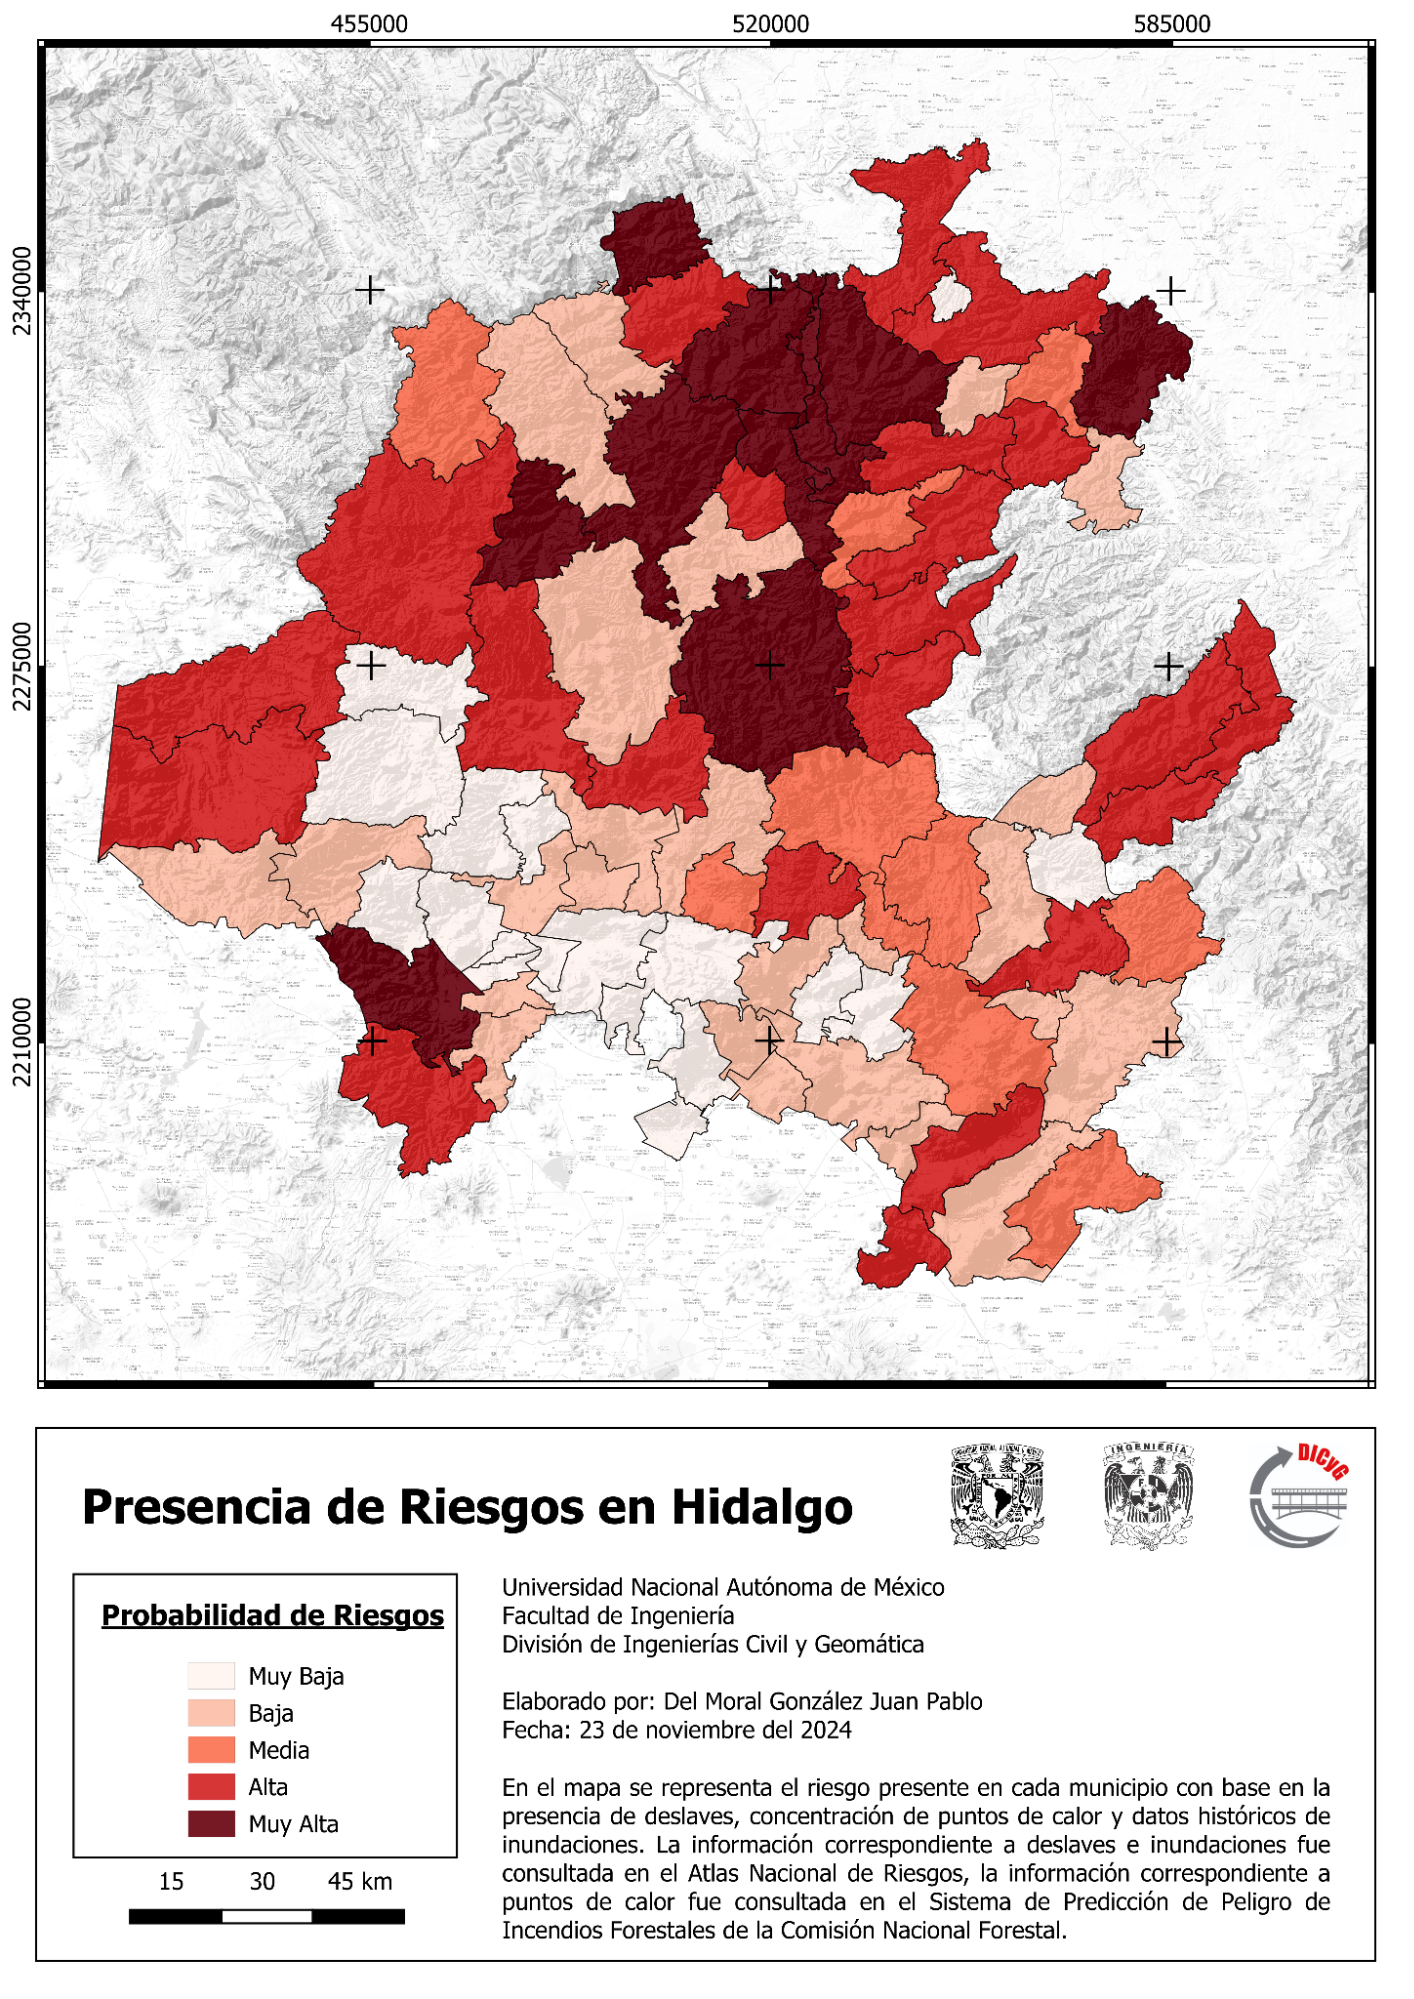 455000 520000 585000
2340000
2275000
2210000
Presencia de Riesgos en Hidalgo
INGENIERIA
DICyG
Probabilidad de Riesgos
Muy Baja
Baja
Media
Alta
Muy Alta
15 30 45 km
Universidad Nacional Autónoma de México
Facultad de Ingeniería
División de Ingenierías Civil y Geomática
Elaborado por: Del Moral González Juan Pablo
Fecha: 23 de noviembre del 2024
En el mapa se representa el riesgo presente en cada municipio con base en la
presencia de deslaves, concentración de puntos de calor y datos históricos de
inundaciones. La información correspondiente a deslaves e inundaciones fue
consultada en el Atlas Nacional de Riesgos, la información correspondiente a
puntos de calor fue consultada en el Sistema de Predicción de Peligro de
Incendios Forestales de la Comisión Nacional Forestal.